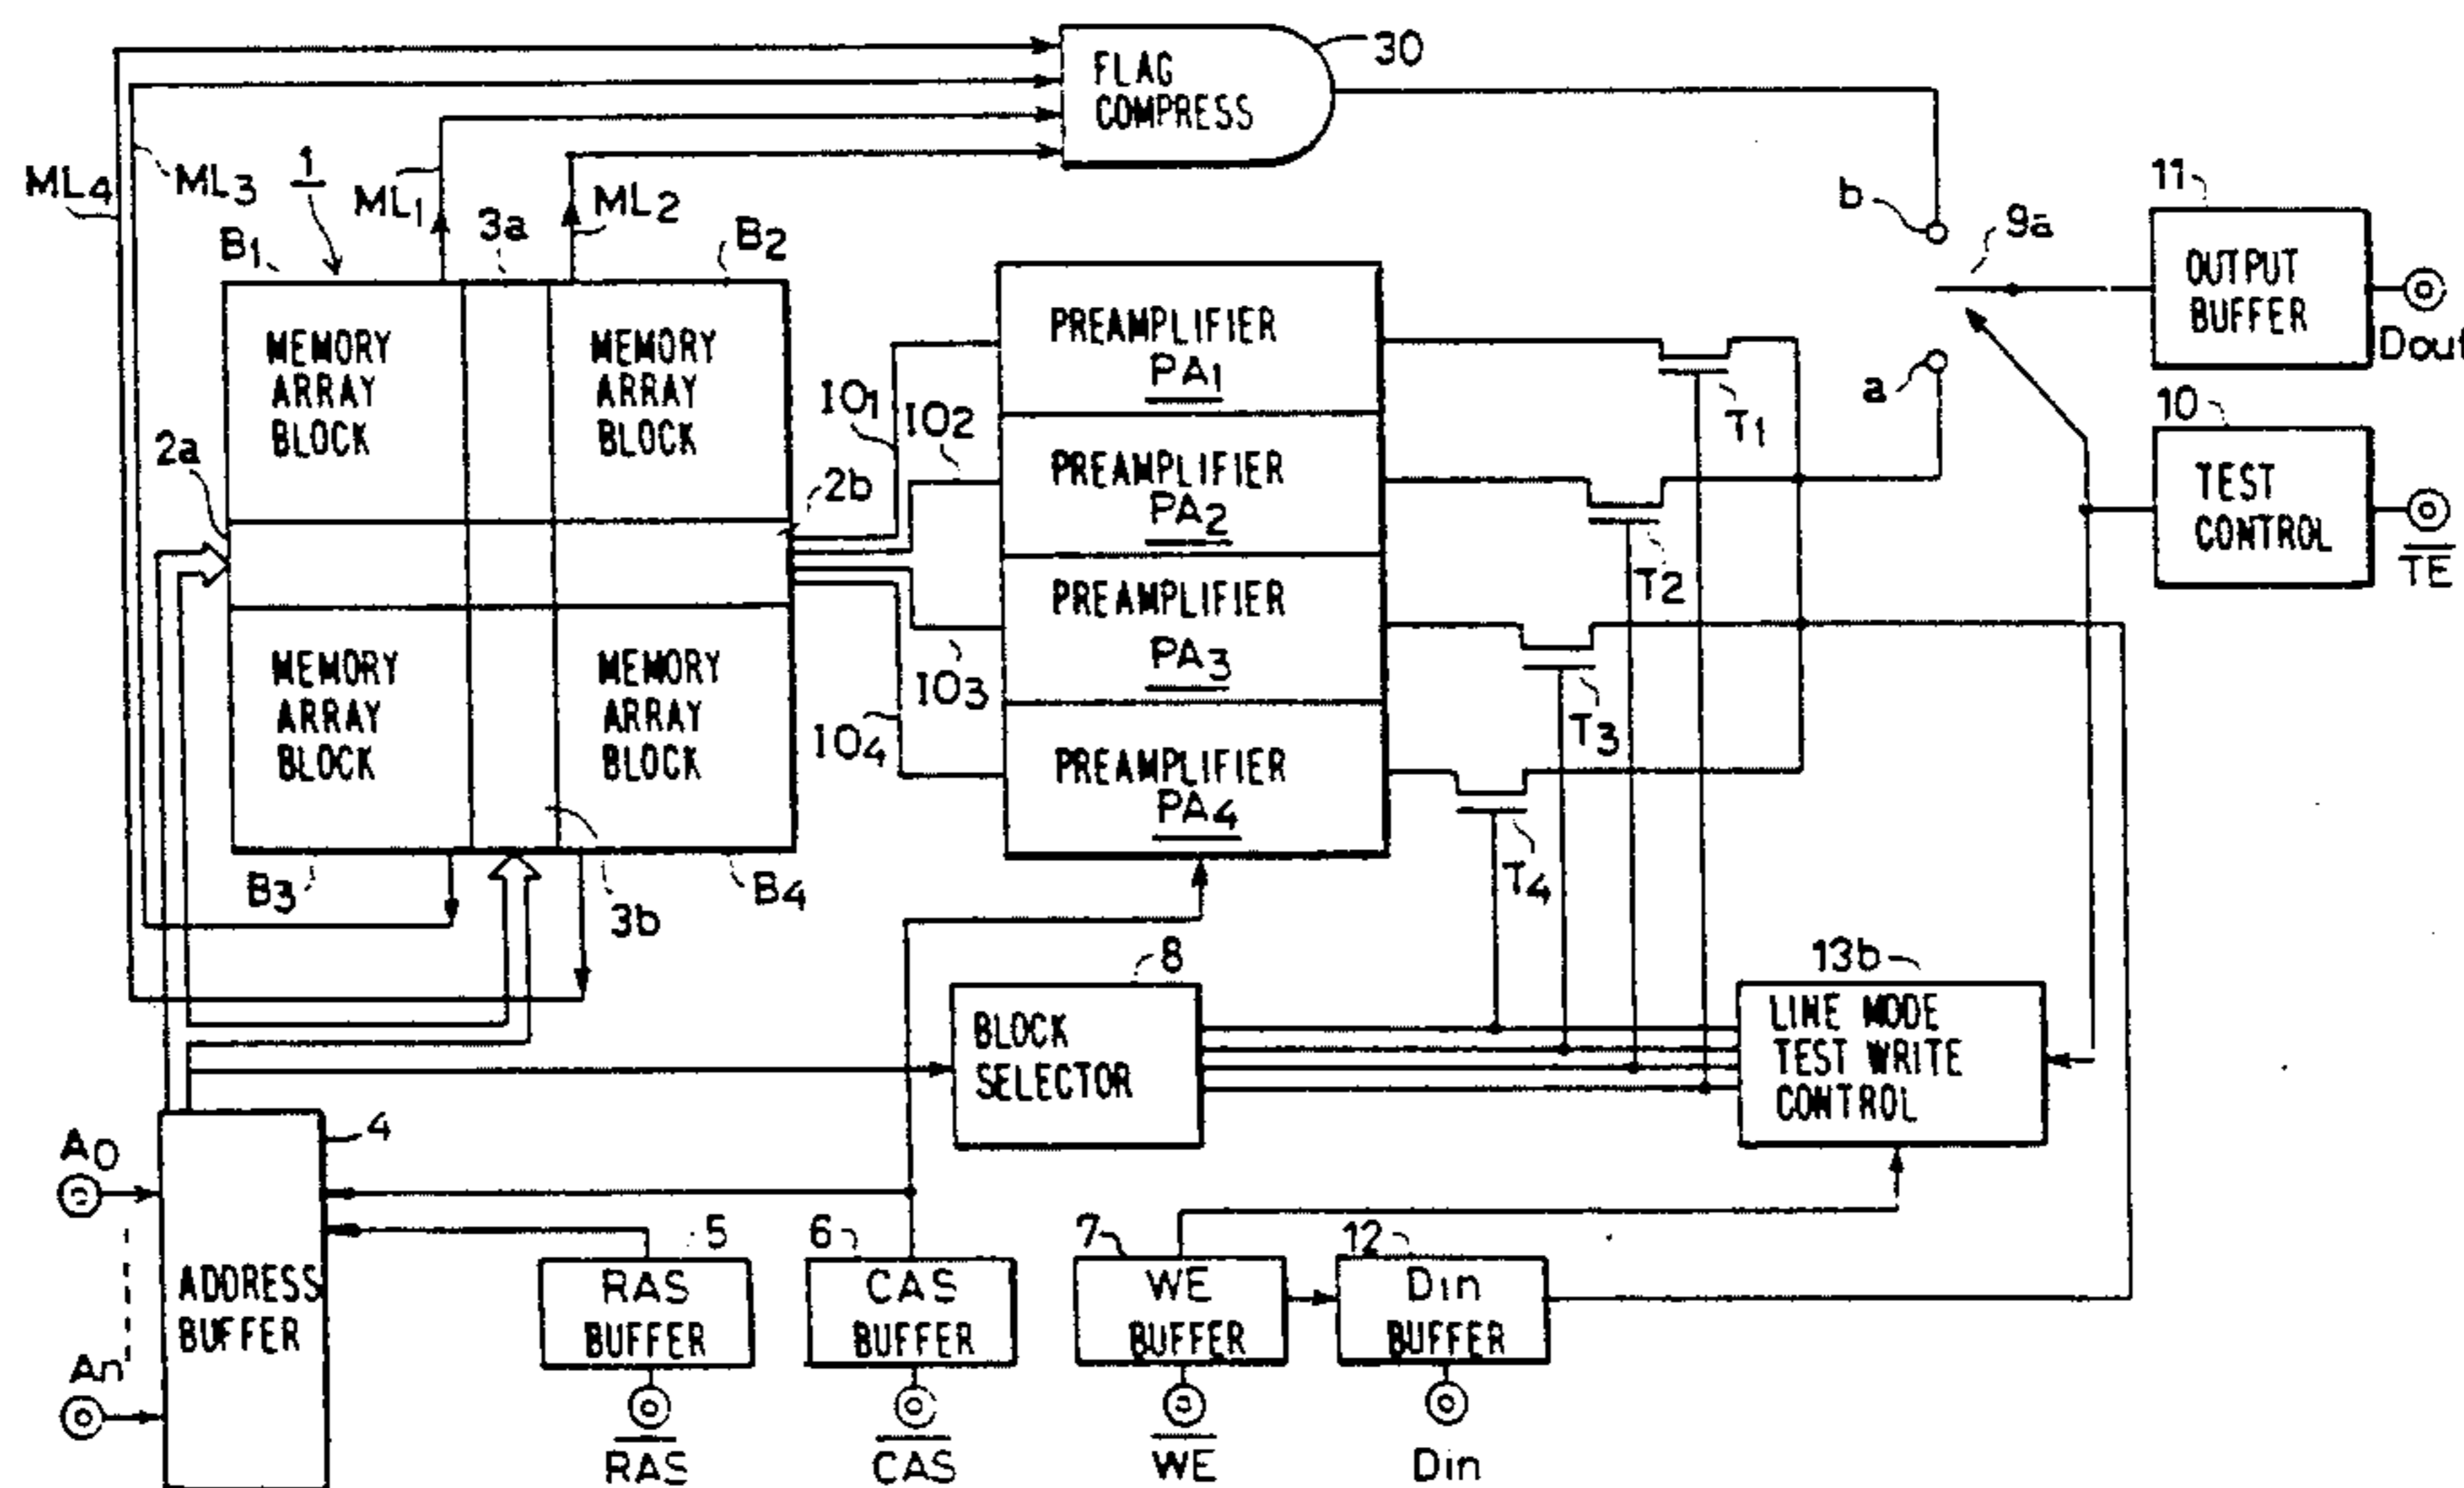 30
FLAG
COMPRESS
ML4
ML3
1
ML1
ML2
3a
B1
B2
b
9a
11
OUTPUT
BUFFER
Dout
MEMORY
ARRAY
BLOCK
MEMORY
ARRAY
BLOCK
2a
2b
IO1
IO2
PREAMPLIFIER
PA1
PREAMPLIFIER
PA2
PREAMPLIFIER
PA3
PREAMPLIFIER
PA4
a
T1
T2
T3
T4
10
TEST
CONTROL
TE
MEMORY
ARRAY
BLOCK
MEMORY
ARRAY
BLOCK
IO3
IO4
B3
3b
B4
8
BLOCK
SELECTOR
13b
LINE MODE
TEST WRITE
CONTROL
4
A0
An
ADDRESS
BUFFER
5
RAS
BUFFER
RAS
6
CAS
BUFFER
CAS
7
WE
BUFFER
WE
12
Din
BUFFER
Din